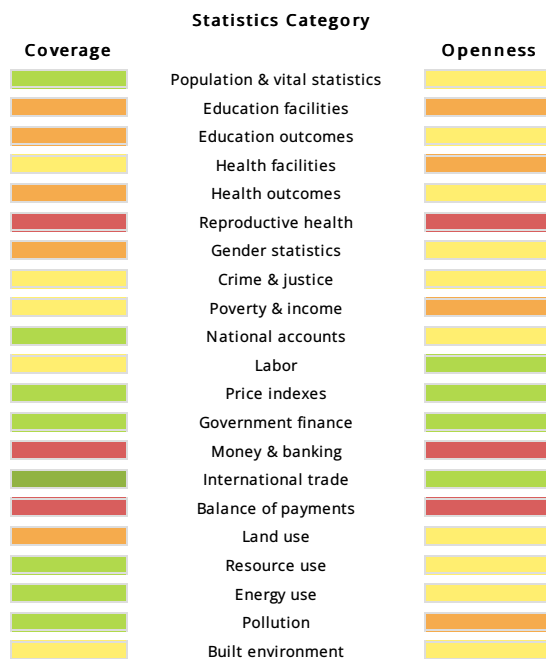 Statistics Category
Coverage Openness
Population & vital statistics
Education facilities
Education outcomes
Health facilities
Health outcomes
Reproductive health
Gender statistics
Crime & justice
Poverty & income
National accounts
Labor
Price indexes
Government finance
Money & banking
International trade
Balance of payments
Land use
Resource use
Energy use
Pollution
Built environment